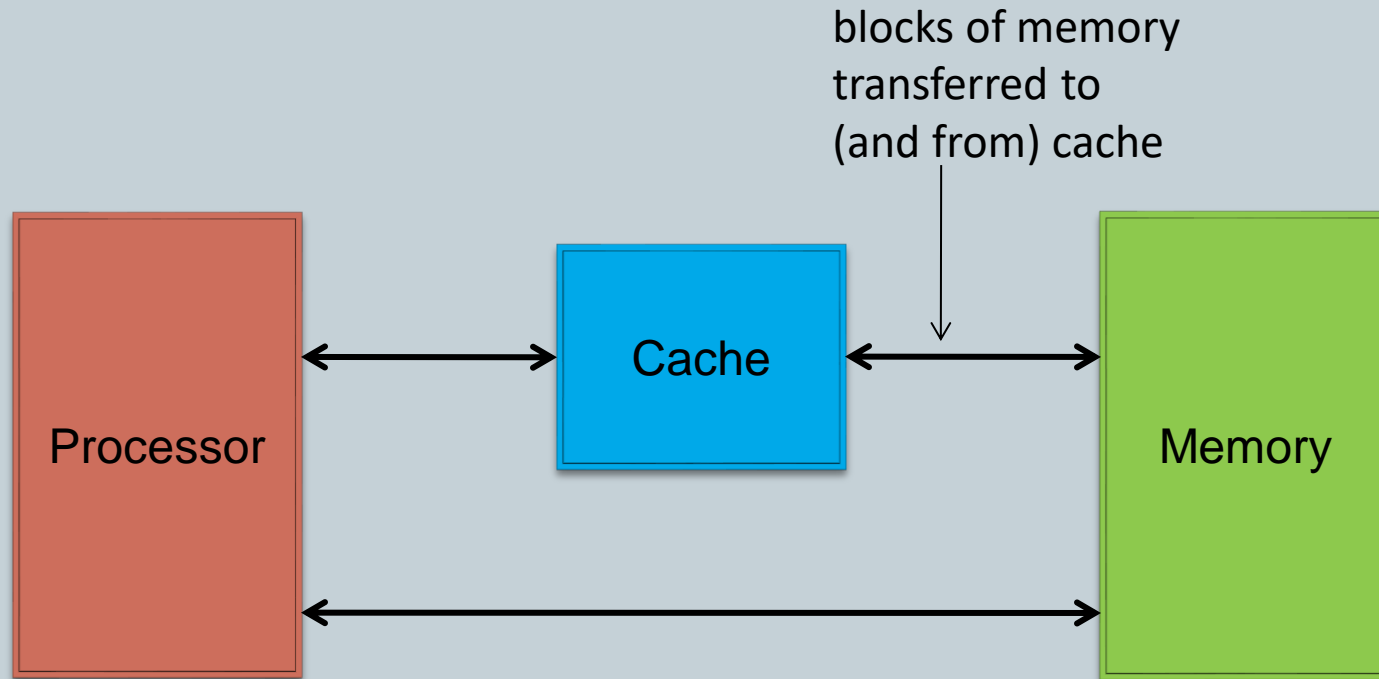 blocks of memory
transferred to
(and from) cache
Cache
Processor
Memory